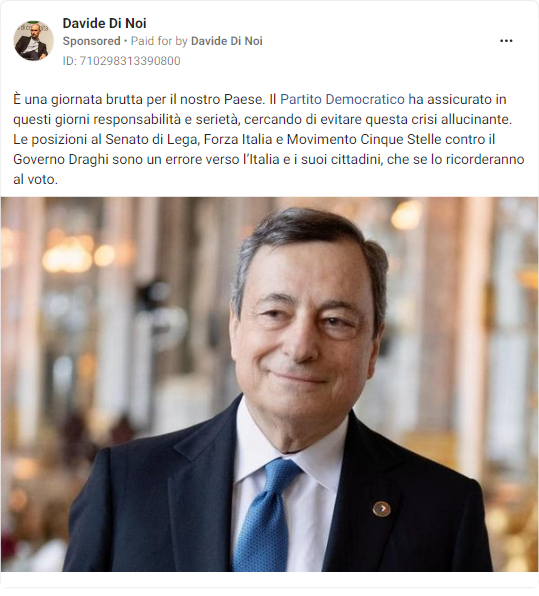 Davide Di Noi
Sponsored • Paid for by Davide Di Noi
ID: 710298313390800
È una giornata brutta per il nostro Paese. Il Partito Democratico ha assicurato in
questi giorni responsabilità e serietà, cercando di evitare questa crisi allucinante.
Le posizioni al Senato di Lega, Forza Italia e Movimento Cinque Stelle contro il
Governo Draghi sono un errore verso l’Italia e i suoi cittadini, che se lo ricorderanno
al voto.